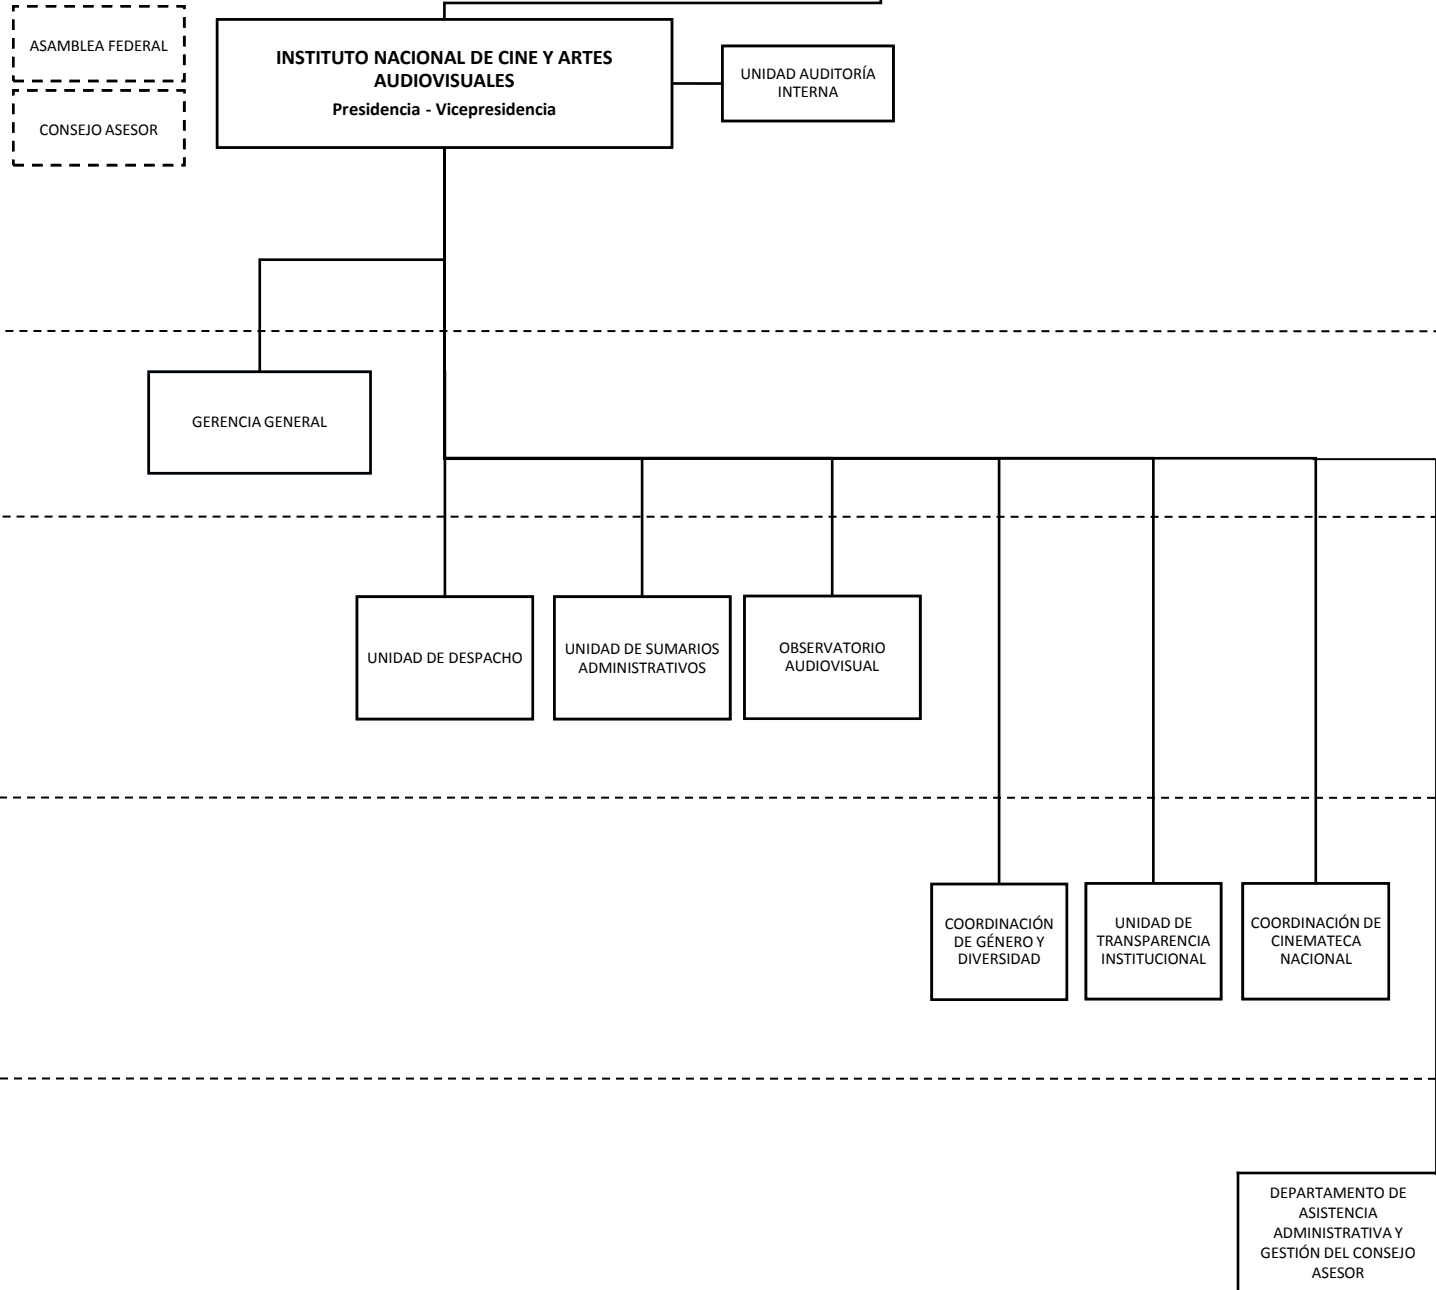 ASAMBLEA FEDERAL
CONSEJO ASESOR
INSTITUTO NACIONAL DE CINE Y ARTES
AUDIOVISUALES
Presidencia - Vicepresidencia
UNIDAD AUDITORÍA
INTERNA
GERENCIA GENERAL
UNIDAD DE DESPACHO
UNIDAD DE SUMARIOS
ADMINISTRATIVOS
OBSERVATORIO
AUDIOVISUAL
COORDINACIÓN
DE GÉNERO Y
DIVERSIDAD
UNIDAD DE
TRANSPARENCIA
INSTITUCIONAL
COORDINACIÓN DE
CINEMATECA
NACIONAL
DEPARTAMENTO DE
ASISTENCIA
ADMINISTRATIVA Y
GESTIÓN DEL CONSEJO
ASESOR